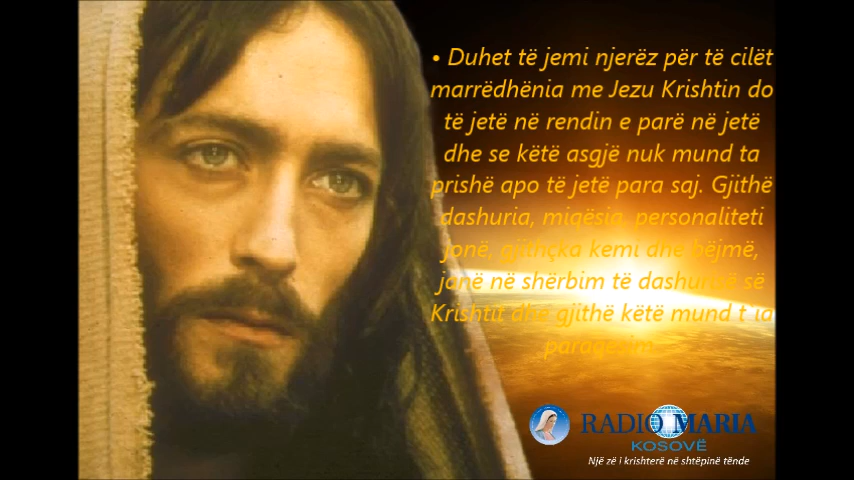 • Duhet të jemi njerëz për të cilët
marrëdhënia me Jezu Krishtin do
të jetë në rendin e parë në jetë
dhe se këtë asgjë nuk mund ta
prishë apo të jetë para saj. Gjithë
dashuria, miqësia, personaliteti
jonë, gjithçka kemi dhe bëjmë,
janë në shërbim të dashurisë së
Krishtit dhe gjithë këtë mund t`ia
paraqesim
RADIO MARIA
KOSOVË
Një zë i krishterë në shtëpinë tënde